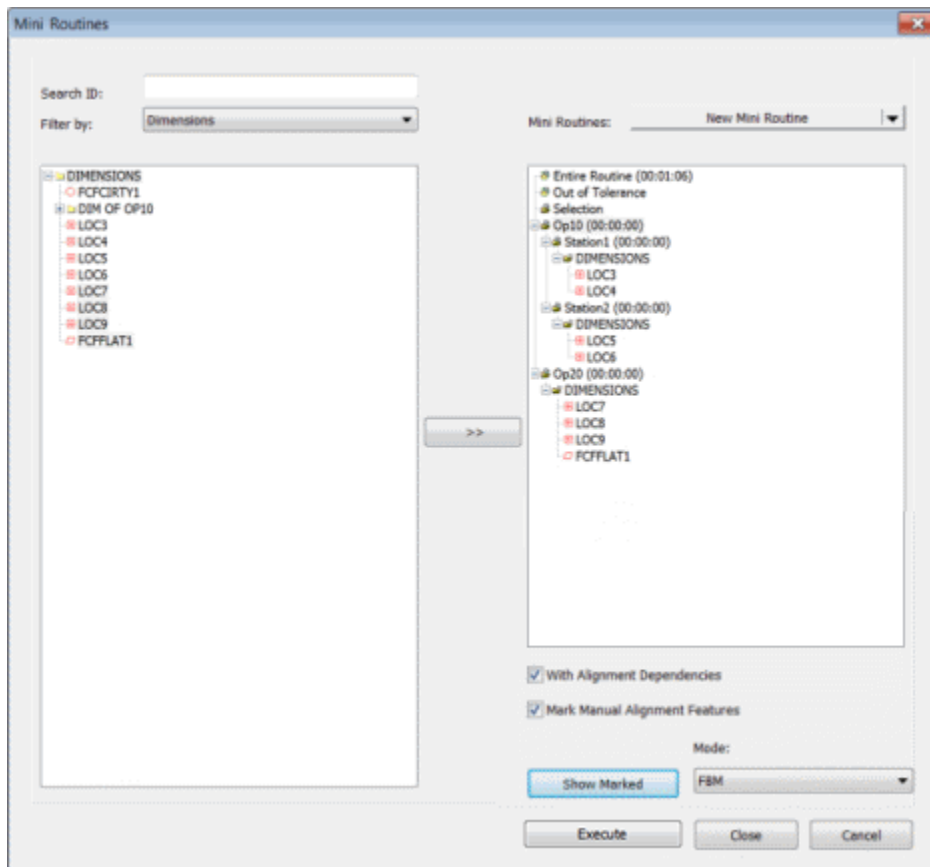 Mini Routines
Search ID:
Filter by:
Dimensions
DIMENSIONS
FCFCIRTY1
DIM OF OP10
LOC3
LOC4
LOC5
LOC6
LOC7
LOC8
LOC9
FCFFLAT1
>>
Mini Routines:
New Mini Routine
Entire Routine (00:01:06)
Out of Tolerance
Selection
Op10 (00:00:00)
Station1 (00:00:00)
DIMENSIONS
LOC3
LOC4
Station2 (00:00:00)
DIMENSIONS
LOC5
LOC6
Op20 (00:00:00)
DIMENSIONS
LOC7
LOC8
LOC9
FCFFLAT1
With Alignment Dependencies
Mark Manual Alignment Features
Mode:
Show Marked
FBM
Execute
Close
Cancel